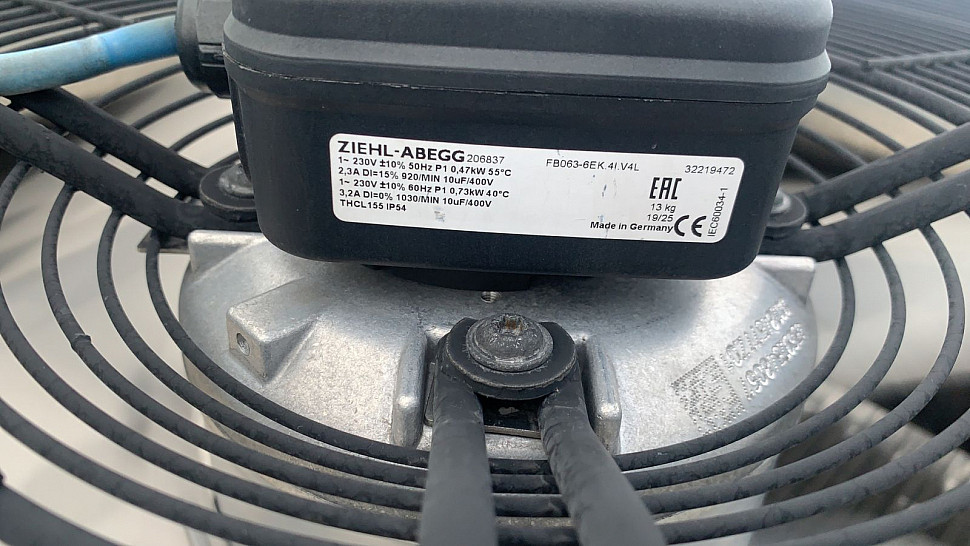 ZIEHL-ABEGG 206837 FB063-6EK.4I.V4L 32219472
1~ 230V ±10% 50Hz P1 0,47kW 55°C
2,3A DI=15% 920/MIN 10uF/400V
1~ 230V ±10% 60Hz P1 0,73kW 40°C
3,2A DI=0% 1030/MIN 10uF/400V
THCL155 IP54
EAC
13 kg
19/25
Made in Germany CE
IEC60034-1